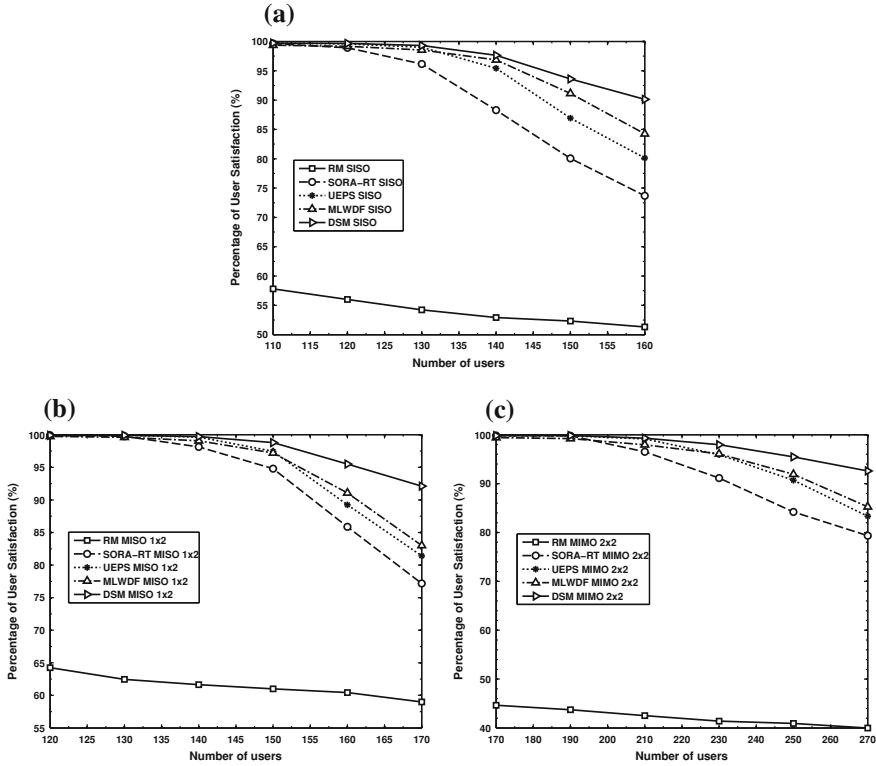 (a)
Percentage of User Satisfaction (%)
100
95
90
85
80
75
70
65
60
55
50
RM SISO
SORA-RT SISO
UEPS SISO
MLWDF SISO
DSM SISO
110 115 120 125 130 135 140 145 150 155 160
Number of users
(b)
Percentage of User Satisfaction (%)
100
95
90
85
80
75
70
65
60
55
RM MISO 1x2
SORA-RT MISO 1x2
UEPS MISO 1x2
MLWDF MISO 1x2
DSM MISO 1x2
120 125 130 135 140 145 150 155 160 165 170
Number of users
(c)
Percentage of User Satisfaction (%)
100
90
80
70
60
50
40
RM MIMO 2x2
SORA-RT MIMO 2x2
UEPS MIMO 2x2
MLWDF MIMO 2x2
DSM MIMO 2x2
170 180 190 200 210 220 230 240 250 260 270
Number of users